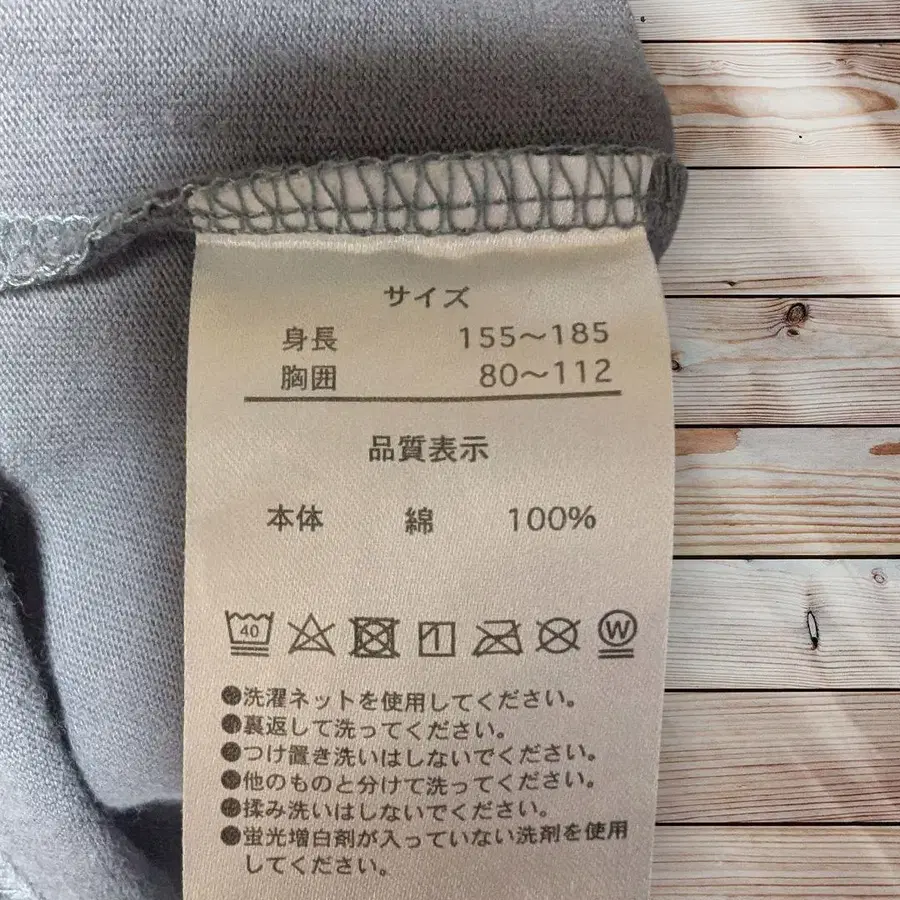 サイズ
身長 155～185
胸囲 80～112
品質表示
本体 綿 100%
40 W
●洗濯ネットを使用してください。
●裏返して洗ってください。
●つけ置き洗いはしないでください。
●他のものと分けて洗ってください。
●揉み洗いはしないでください。
●蛍光増白剤が入っていない洗剤を使用
してください。